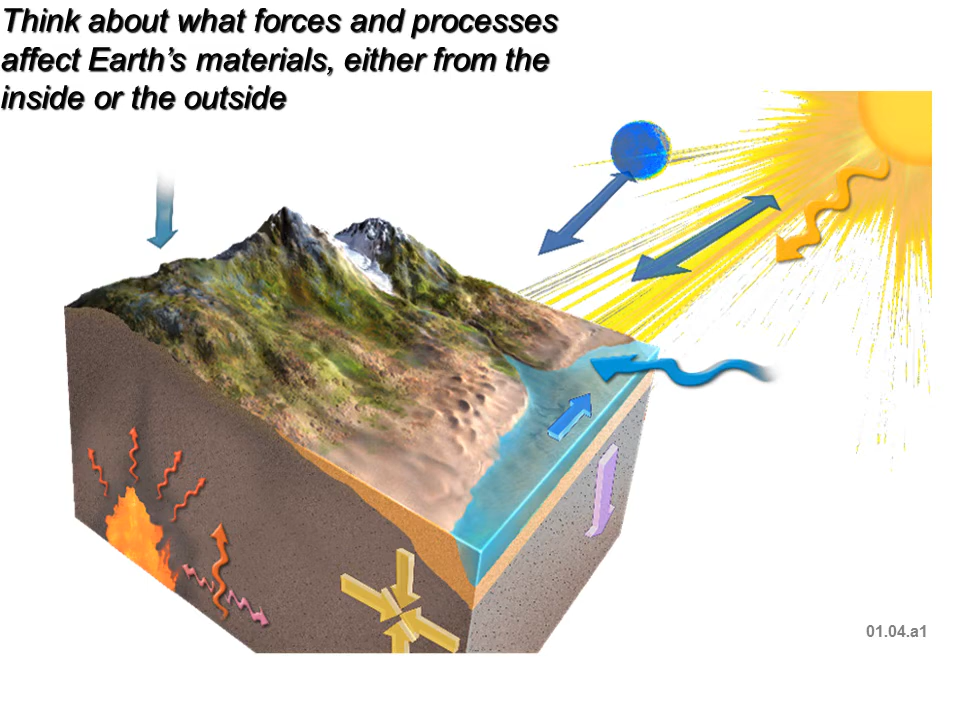 Think about what forces and processes
affect Earth’s materials, either from the
inside or the outside
01.04.a1